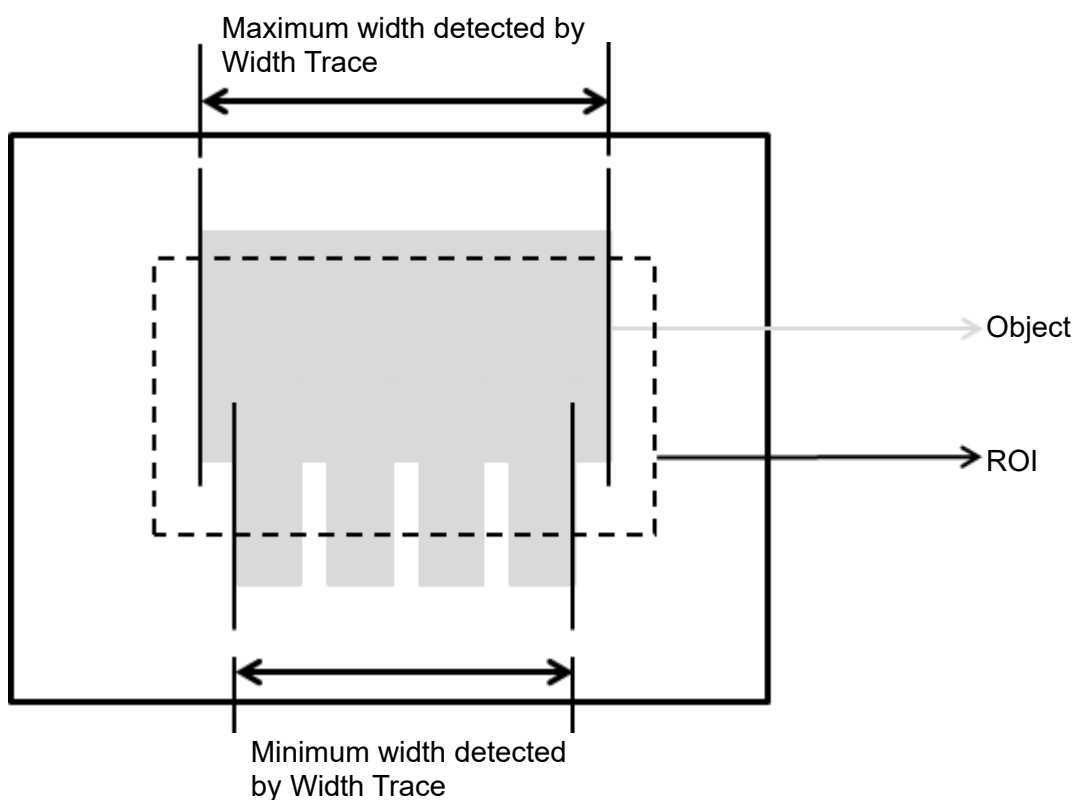 Maximum width detected by
Width Trace
Object
ROI
Minimum width detected
by Width Trace